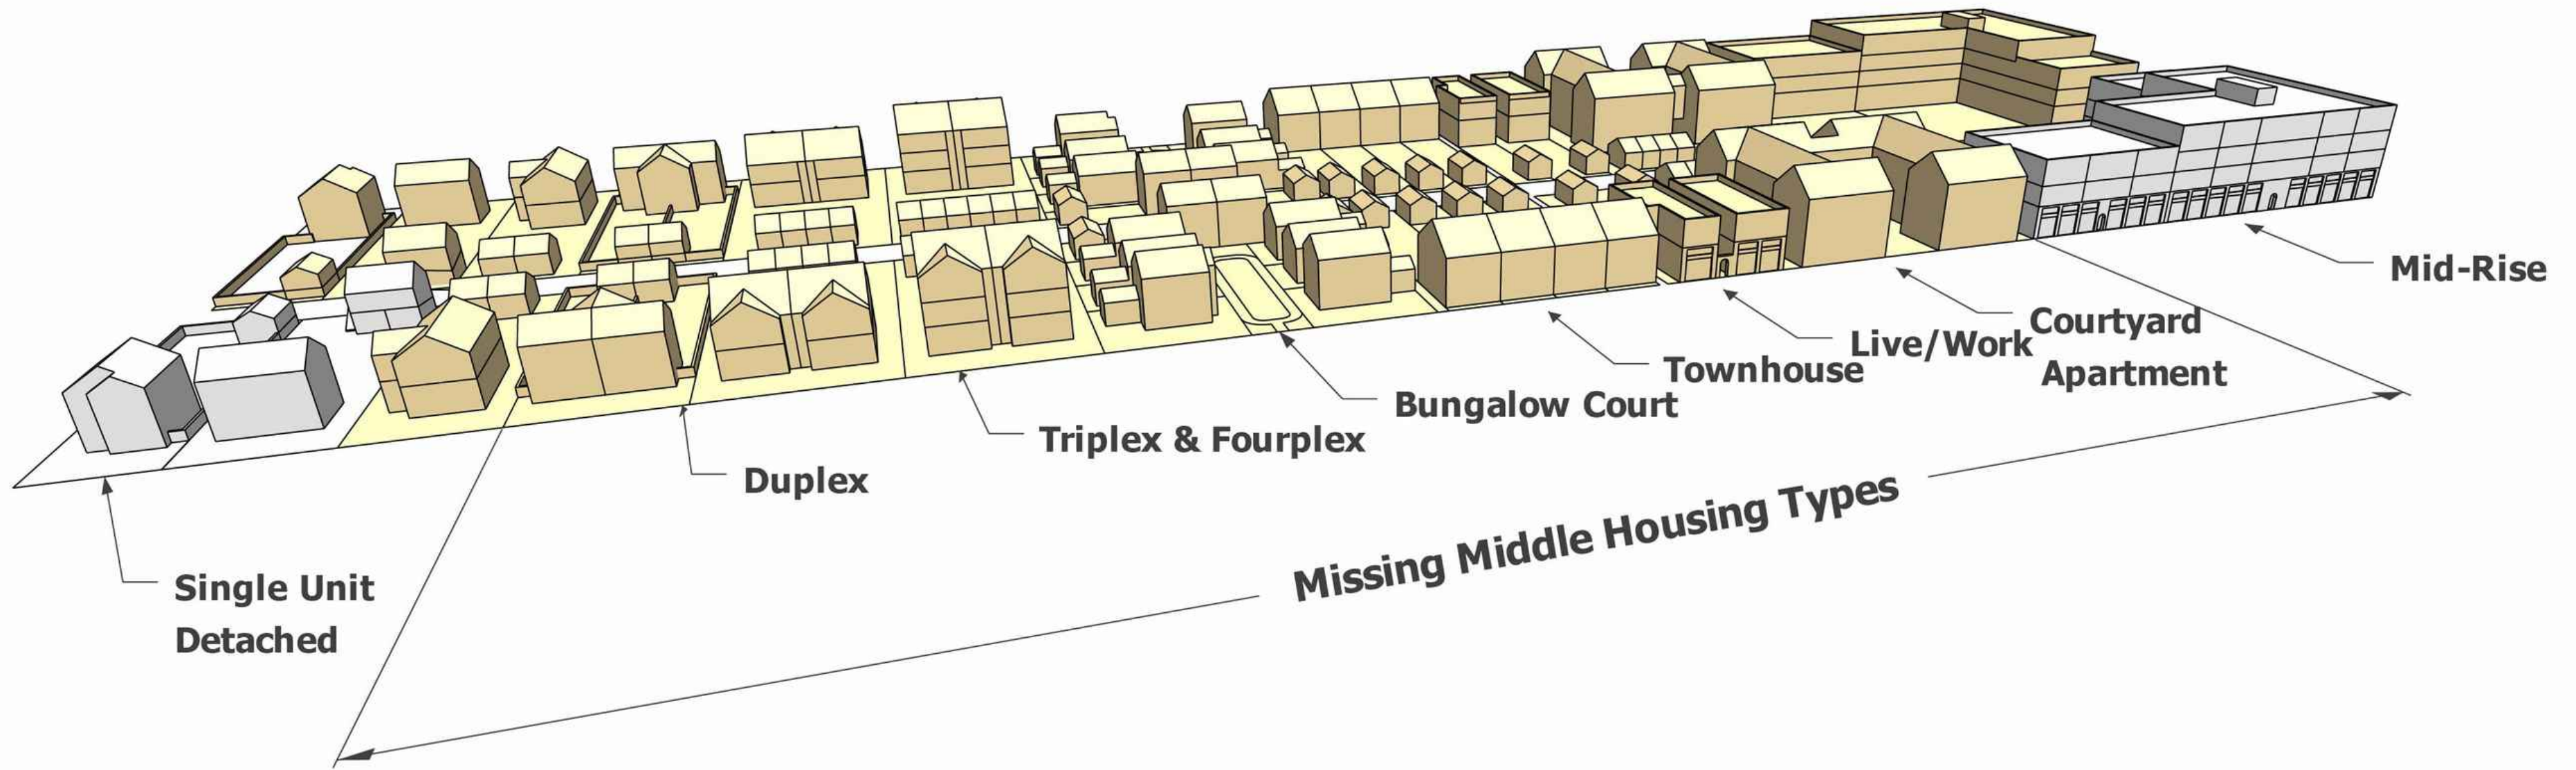 Single Unit
Detached
Duplex
Triplex & Fourplex
Bungalow Court
Townhouse
Live/Work
Courtyard
Apartment
Mid-Rise
Missing Middle Housing Types